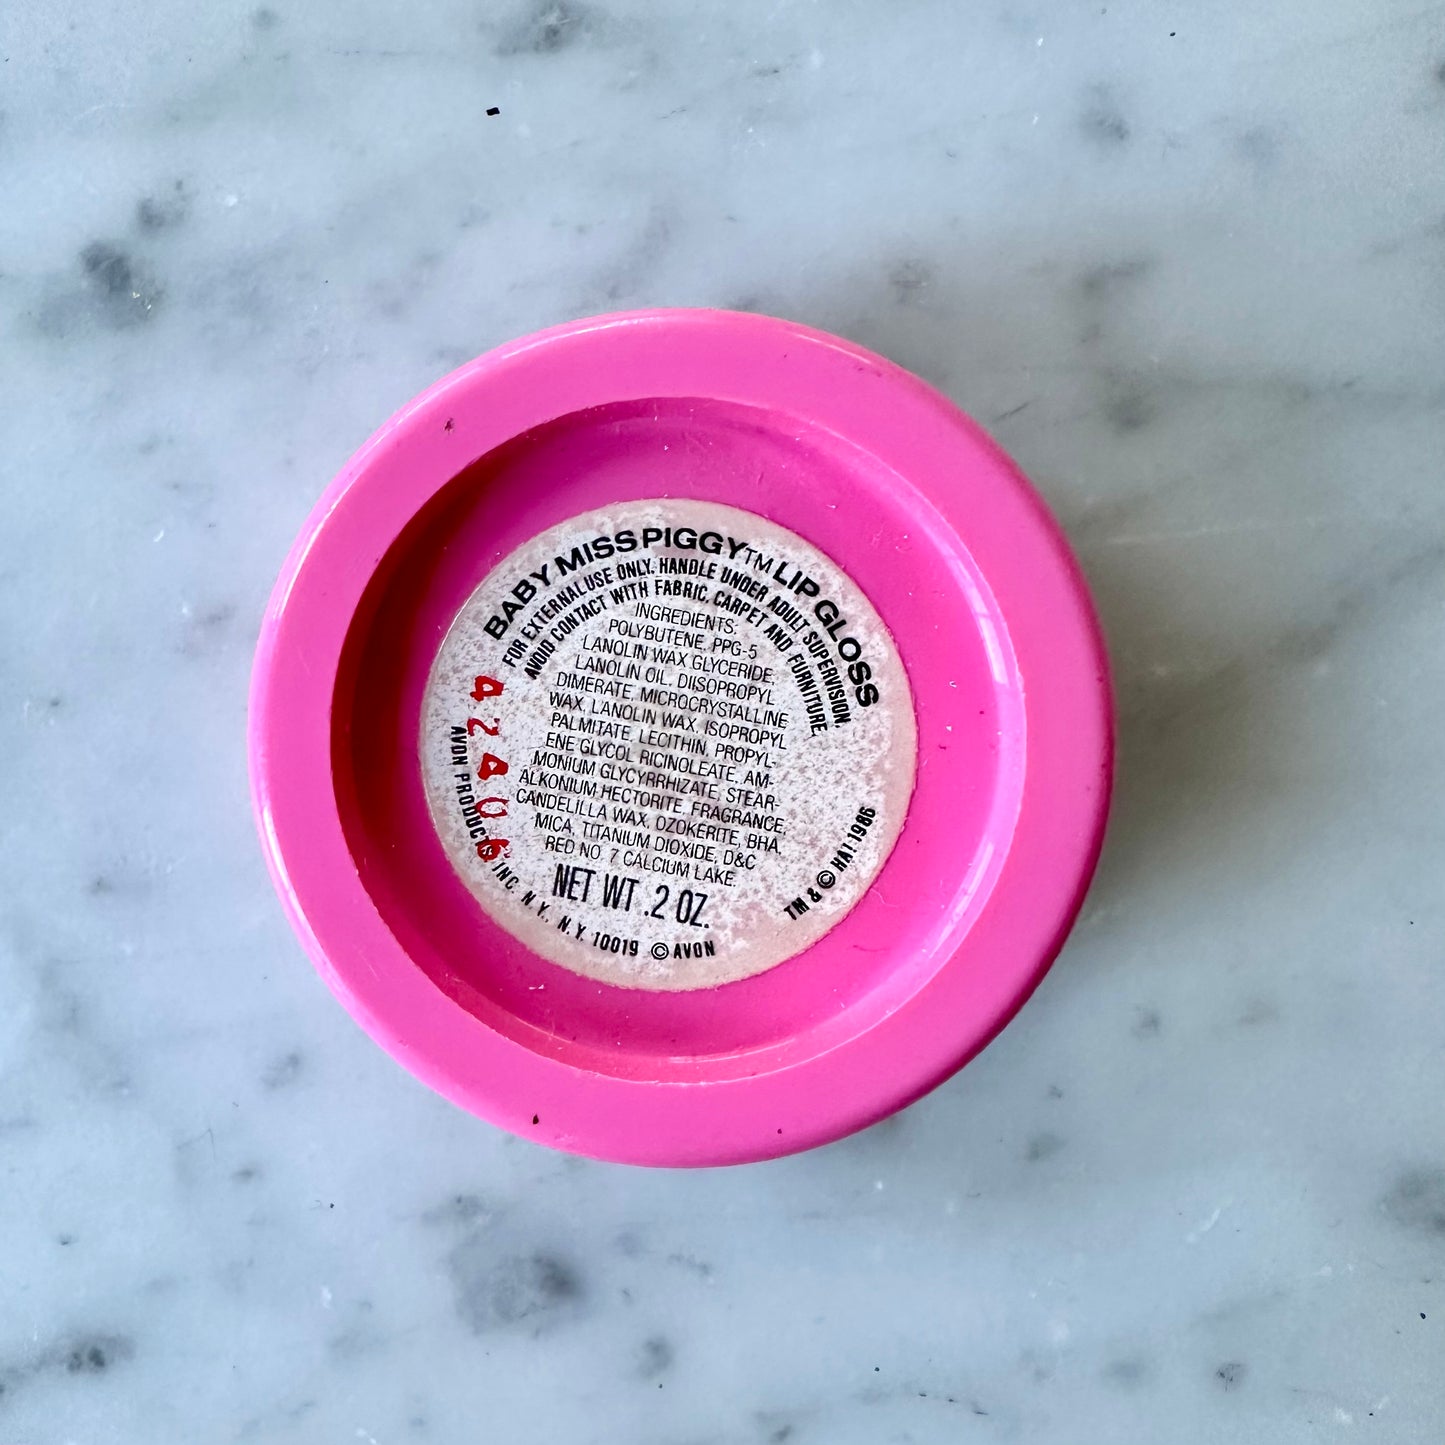 BABY MISS PIGGY™ LIP GLOSS
FOR EXTERNAL USE ONLY. HANDLE UNDER ADULT SUPERVISION.
AVOID CONTACT WITH FABRIC, CARPET AND FURNITURE.
INGREDIENTS:
POLYBUTENE, PPG-5
LANOLIN WAX GLYCERIDE,
LANOLIN OIL, DIISOPROPYL
DIMERATE, MICROCRYSTALLINE
WAX, LANOLIN WAX, ISOPROPYL
PALMITATE, LECITHIN, PROPYL-
ENE GLYCOL RICINOLEATE, AM-
MONIUM GLYCYRRHIZATE, STEAR-
ALKONIUM HECTORITE, FRAGRANCE,
CANDELILLA WAX, OZOKERITE, BHA,
MICA, TITANIUM DIOXIDE, D&C
RED NO. 7 CALCIUM LAKE.
NET WT .2 OZ.
AVON PRODUCTS, INC. N.Y., N.Y. 10019 © AVON
TM & © HA! 1986